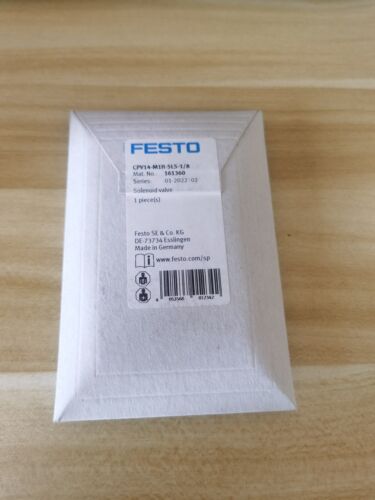 FESTO
CPV14-M1H-5LS-1/8
Mat. No. 161360
Series: 01-2022 02
Solenoid valve
1 piece(s)
Festo SE & Co. KG
DE-73734 Esslingen
Made in Germany
www.festo.com/sp